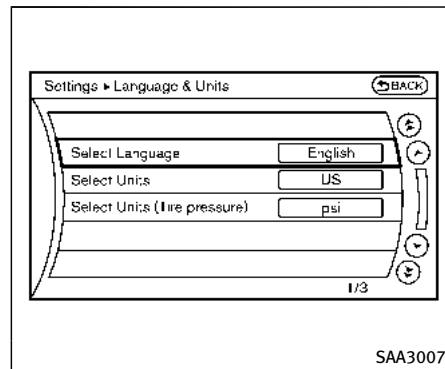 Settings ▸ Language & Units
BACK
Select Language English
Select Units US
Select Units (Tire pressure) psi
1/3
SAA3007